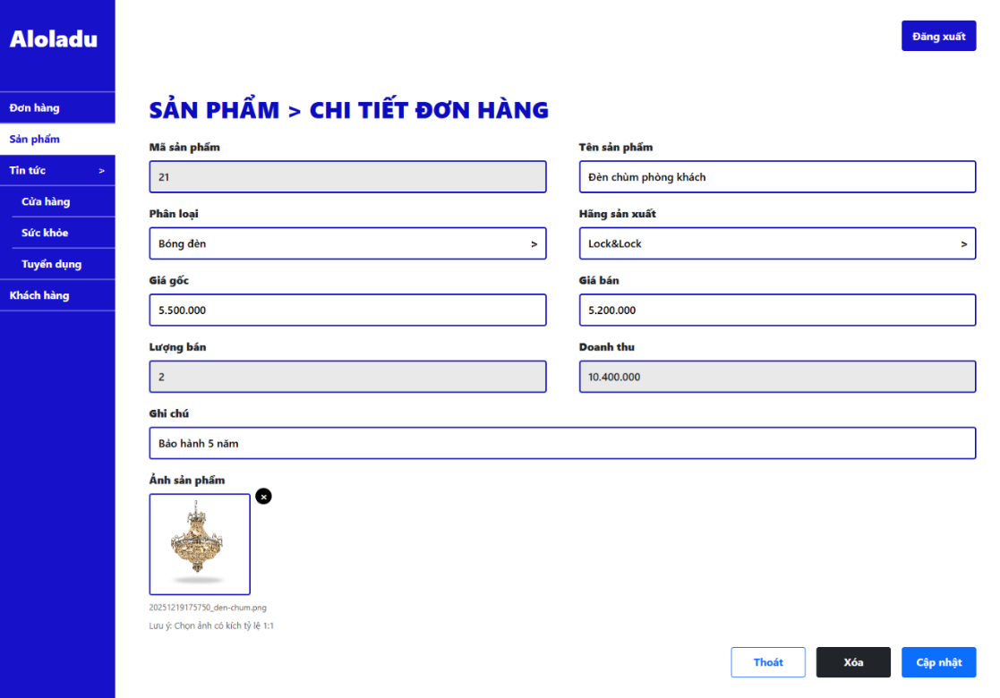 Aloladu
Đăng xuất
Đơn hàng
Sản phẩm
Tin tức >
Cửa hàng
Sức khỏe
Tuyển dụng
Khách hàng
SẢN PHẨM > CHI TIẾT ĐƠN HÀNG
Mã sản phẩm
21
Tên sản phẩm
Đèn chùm phòng khách
Phân loại
Bóng đèn >
Hãng sản xuất
Lock&Lock >
Giá gốc
5.500.000
Giá bán
5.200.000
Lượng bán
2
Doanh thu
10.400.000
Ghi chú
Bảo hành 5 năm
Ảnh sản phẩm
×
20251219175750_den-chum.png
Lưu ý: Chọn ảnh có kích tỷ lệ 1:1
Thoát
Xóa
Cập nhật